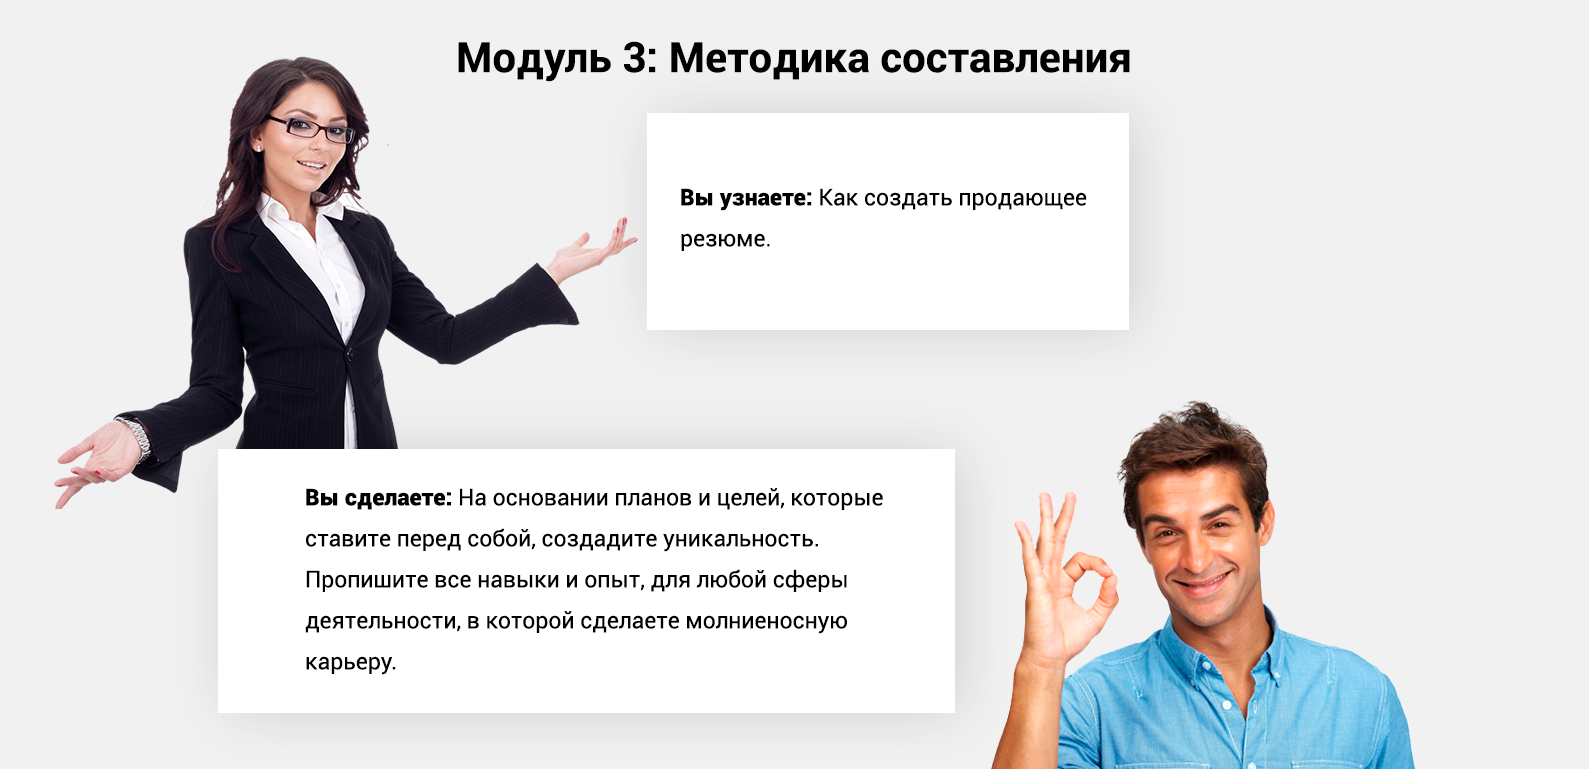 Модуль 3: Методика составления
Вы узнаете: Как создать продающее
резюме.
Вы сделаете: На основании планов и целей, которые
ставите перед собой, создадите уникальность.
Пропишите все навыки и опыт, для любой сферы
деятельности, в которой сделаете молниеносную
карьеру.